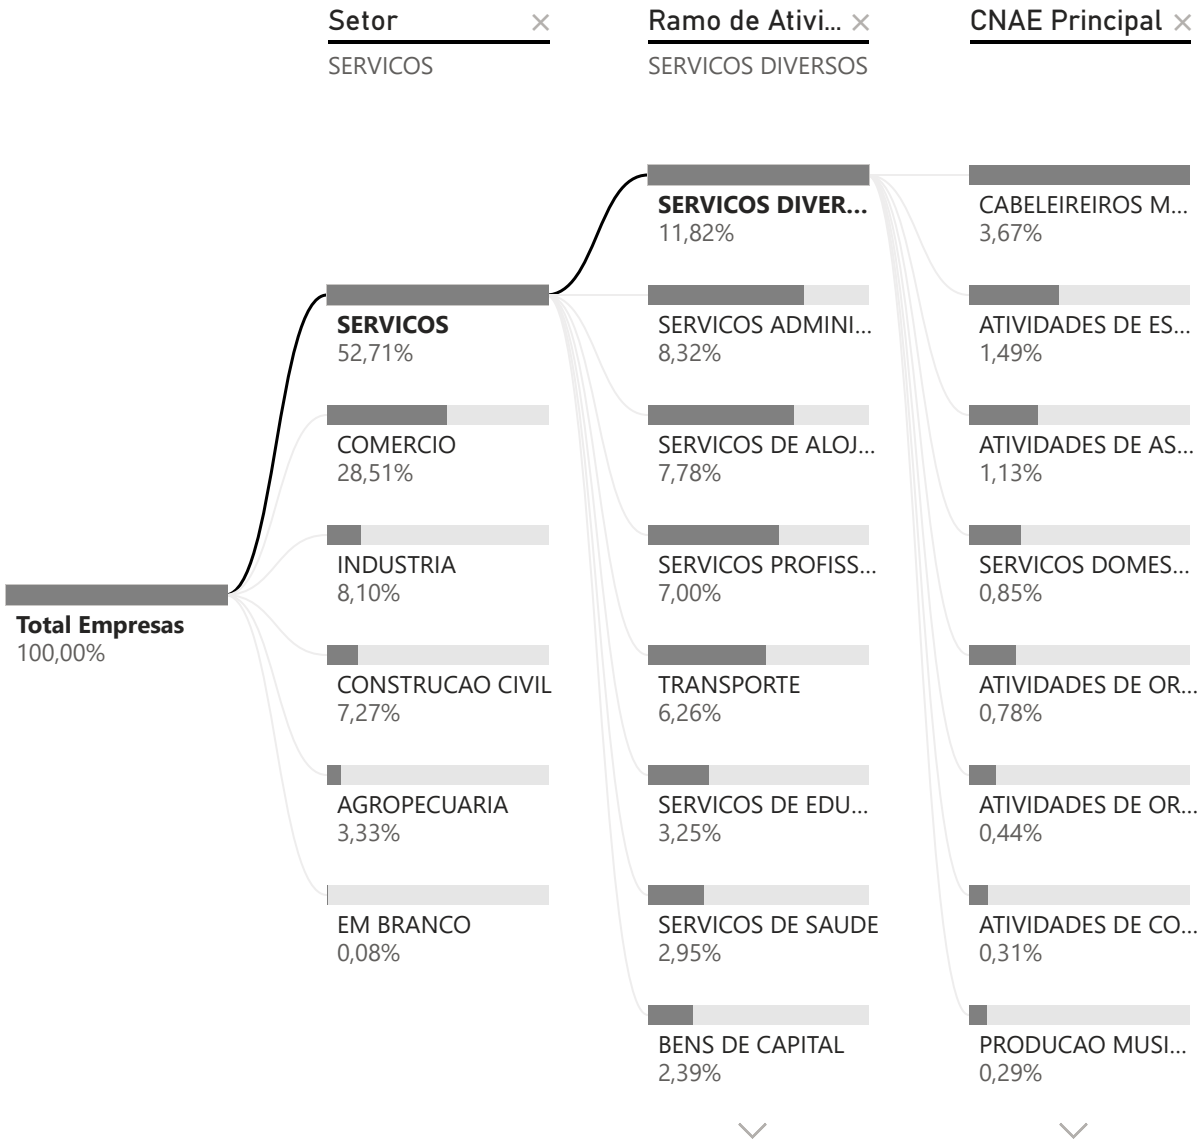 Setor
SERVICOS
Ramo de Ativi...
SERVICOS DIVERSOS
CNAE Principal
Total Empresas
100,00%
SERVICOS
52,71%
COMERCIO
28,51%
INDUSTRIA
8,10%
CONSTRUCAO CIVIL
7,27%
AGROPECUARIA
3,33%
EM BRANCO
0,08%
SERVICOS DIVER...
11,82%
SERVICOS ADMINI...
8,32%
SERVICOS DE ALOJ...
7,78%
SERVICOS PROFISS...
7,00%
TRANSPORTE
6,26%
SERVICOS DE EDU...
3,25%
SERVICOS DE SAUDE
2,95%
BENS DE CAPITAL
2,39%
CABELEIREIROS M...
3,67%
ATIVIDADES DE ES...
1,49%
ATIVIDADES DE AS...
1,13%
SERVICOS DOMES...
0,85%
ATIVIDADES DE OR...
0,78%
ATIVIDADES DE OR...
0,44%
ATIVIDADES DE CO...
0,31%
PRODUCAO MUSI...
0,29%